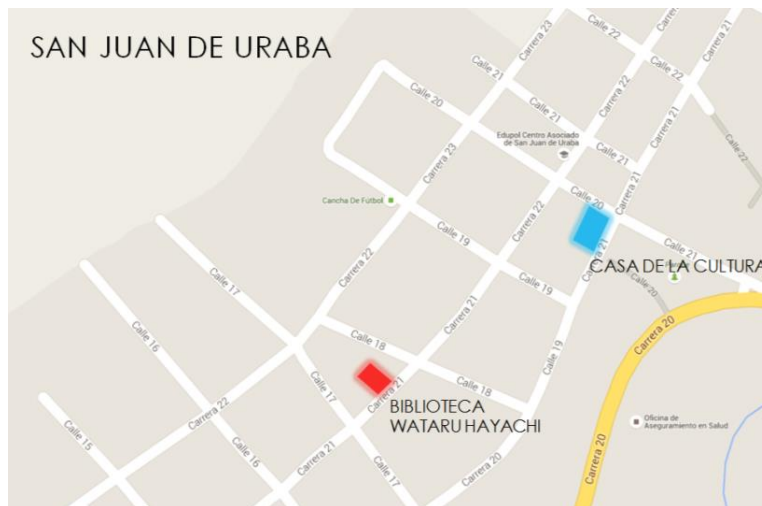 SAN JUAN DE URABA
Calle 22
Carrera 21
Carrera 23
Calle 21
Calle 22
Calle 20
Carrera 22
Carrera 21
Calle 21
Edupol Centro Asociado
de San Juan de Uraba
Calle 22
Carrera 23
Calle 21
Calle 20
Cancha De Fútbol
Carrera 22
Calle 19
Carrera 21
Calle 21
CASA DE LA CULTURA
Calle 17
Carrera 22
Calle 20
Calle 19
Carrera 21
Calle 16
Carrera 20
Calle 18
Calle 19
Calle 17
Carrera 21
Calle 18
BIBLIOTECA
WATARU HAYACHI
Carrera 22
Oficina de
Aseguramiento en Salud
Calle 15
Calle 16
Carrera 21
Calle 17
Carrera 20
Carrera 20